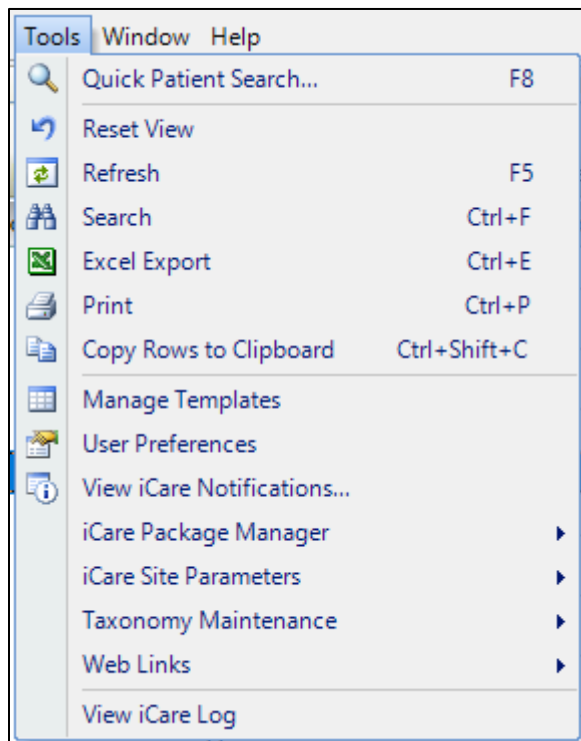 Tools Window Help
Quick Patient Search... F8
Reset View
Refresh F5
Search Ctrl+F
Excel Export Ctrl+E
Print Ctrl+P
Copy Rows to Clipboard Ctrl+Shift+C
Manage Templates
User Preferences
View iCare Notifications...
iCare Package Manager
iCare Site Parameters
Taxonomy Maintenance
Web Links
View iCare Log